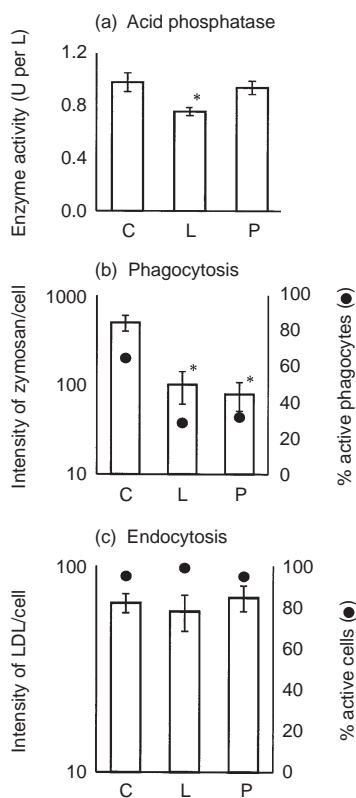 (a) Acid phosphatase
Enzyme activity (U per L)
1.2
0.8
0.4
0.0
*
C L P
(b) Phagocytosis
Intensity of zymosan/cell
1000
100
10
* *
100
80
60
40
20
0
% active phagocytes (●)
C L P
(c) Endocytosis
Intensity of LDL/cell
100
10
100
80
60
40
20
0
% active cells (●)
C L P